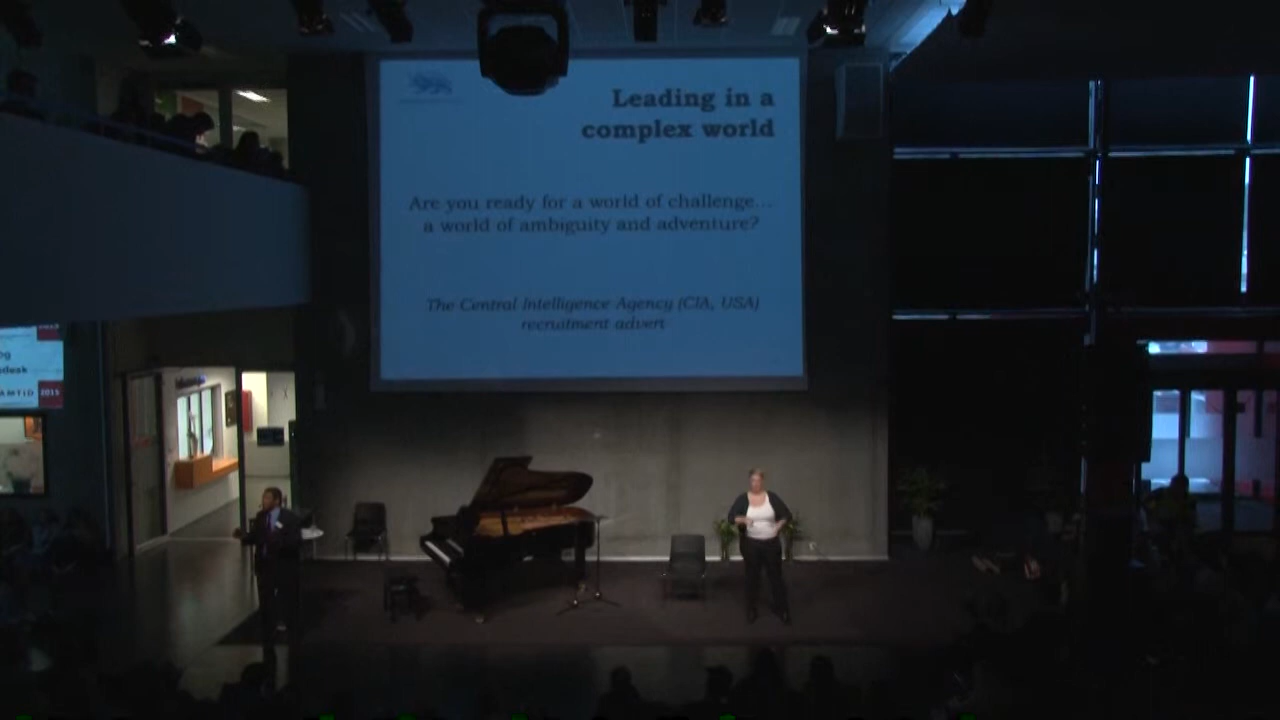 Leading in a
complex world
Are you ready for a world of challenge...
a world of ambiguity and adventure?
The Central Intelligence Agency (CIA, USA)
recruitment advert
2015